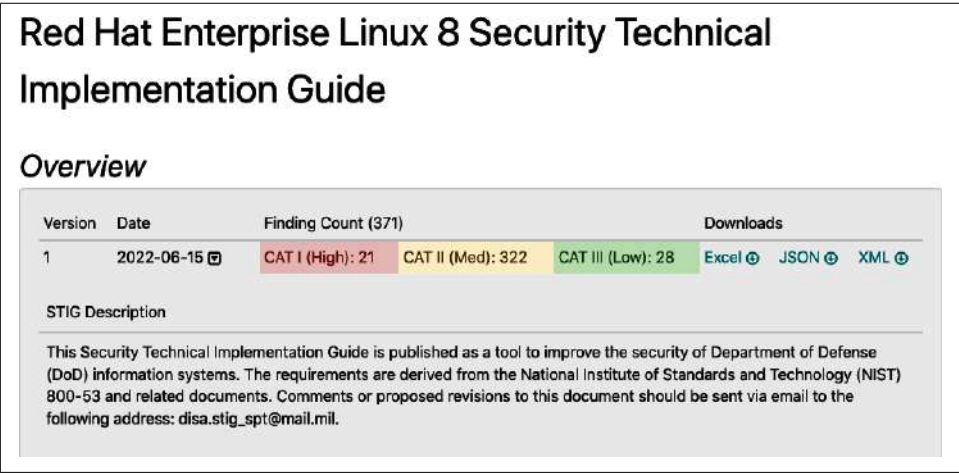 Red Hat Enterprise Linux 8 Security Technical
Implementation Guide
Overview
Version Date Finding Count (371) Downloads
1 2022-06-15 CAT I (High): 21 CAT II (Med): 322 CAT III (Low): 28 Excel JSON XML
STIG Description
This Security Technical Implementation Guide is published as a tool to improve the security of Department of Defense
(DoD) information systems. The requirements are derived from the National Institute of Standards and Technology (NIST)
800-53 and related documents. Comments or proposed revisions to this document should be sent via email to the
following address: disa.stig_spt@mail.mil.